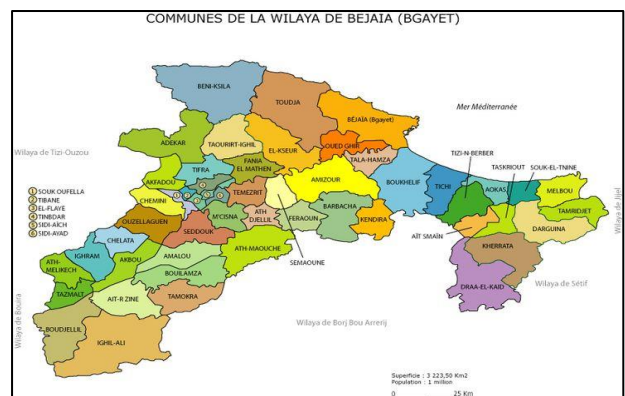 COMMUNES DE LA WILAYA DE BEJAIA (BGAYET)
BENI-KSILA
TOUDJA
BÉJAÏA (Bgayet)
Mer Méditerranée
Wilaya de Tizi-Ouzou
ADEKAR
TAOURIRT-IGHIL
EL-KSEUR
OUED GHIR
TALA-HAMZA
TIZI-N-BERBER
TASKRIOUT
SOUK-EL-TNINE
TIFRA
FANIA
EL MATHEN
AKFADOU
TEMEZRIT
AMIZOUR
BOUKHELIF
TICHI
AOKAS
MELBOU
① SOUK OUFELLA
② TIBANE
③ EL-FLAYE
④ TINBDAR
⑤ SIDI-AÏCH
⑥ SIDI-AYAD
CHEMINI
OUZELLAGUEN
M'CISNA
ATH
DJELLIL
FERAOUN
BARBACHA
KENDIRA
TAMRIDJET
DARGUINA
AÏT SMAÏN
KHERRATA
CHELATA
SEDDOUK
ATH-MAOUCHE
SEMAOUNE
IGHRAM
AKBOU
AMALOU
BOUILAMZA
ATH-
MELIKECH
TAZMALT
AIT-R ZINE
TAMOKRA
DRAA-EL-KAID
Wilaya de Sétif
Wilaya de Jijel
Wilaya de Bouira
BOUDJELLIL
IGHIL-ALI
Wilaya de Borj Bou Arrerij
Superficie : 3 223,50 Km2
Population : 1 million
0 25 Km